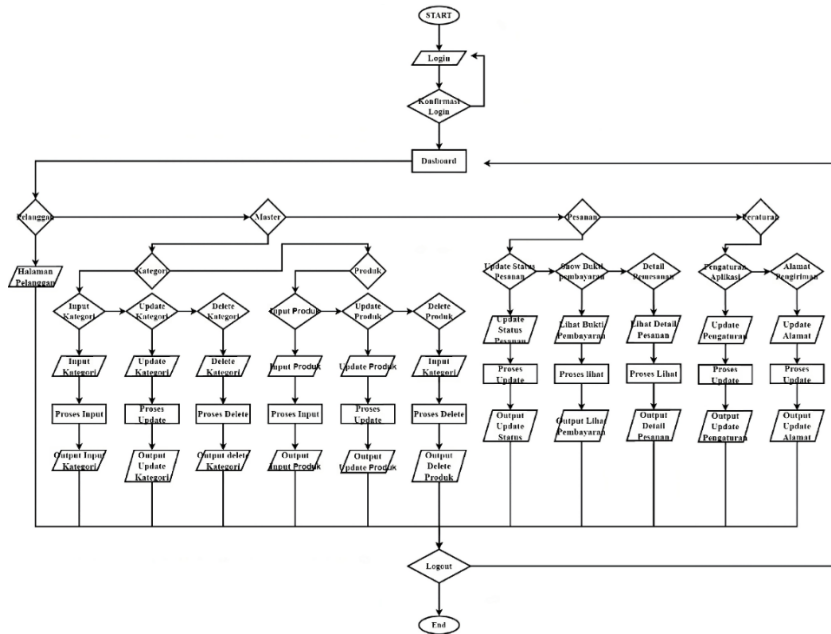 START
Login
Konfirmasi
Login
Dasboard
Pelanggan
Master
Pesanan
Peraturan
Halaman
Pelanggan
Kategori
Produk
Update Status
Pesanan
Show Bukti
pembayaran
Detail
Pemesanan
Pengaturan
Aplikasi
Alamat
Pengiriman
Input
Kategori
Update
Kategori
Delete
Kategori
Input Produk
Update
Produk
Delete
Produk
Update
Status
Pesanan
Lihat Bukti
Pembayaran
Lihat Detail
Pesanan
Update
Pengaturan
Update
Alamat
Input
Kategori
Update
Kategori
Delete
Kategori
Input Produk
Update Produk
Input
Kategori
Proses
Update
Proses lihat
Proses Lihat
Proses
Update
Proses
Update
Proses Input
Proses
Update
Proses Delete
Proses Input
Proses
Update
Proses Delete
Output
Update
Status
Output Lihat
Pembayaran
Output
Detail
Pesanan
Output
Update
Pengaturan
Output
Update
Alamat
Output Input
Kategori
Output
Update
Kategori
Output delete
Kategori
Output
Input Produk
Output
Update Produk
Output
Delete
Produk
Logout
End